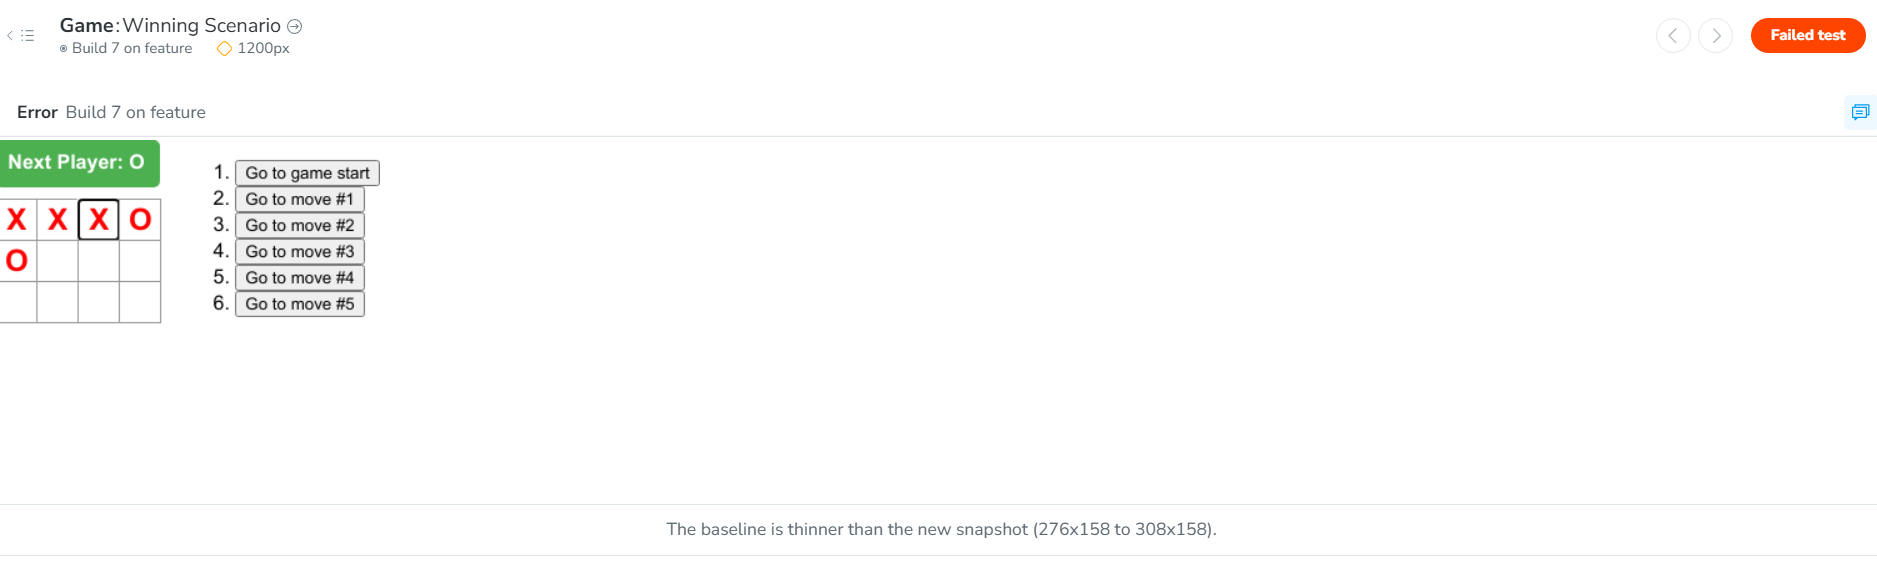 Game: Winning Scenario
Build 7 on feature 1200px
Failed test
Error Build 7 on feature
Next Player: O
X X X O
O
1. Go to game start
2. Go to move #1
3. Go to move #2
4. Go to move #3
5. Go to move #4
6. Go to move #5
The baseline is thinner than the new snapshot (276x158 to 308x158).